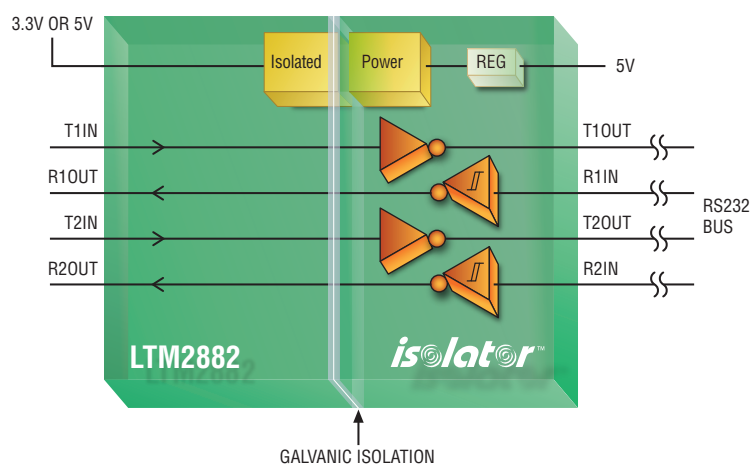 3.3V OR 5V
Isolated
Power
REG
5V
T1IN
T1OUT
R1OUT
R1IN
T2IN
T2OUT
R2OUT
R2IN
RS232
BUS
LTM2882
isolator™
GALVANIC ISOLATION